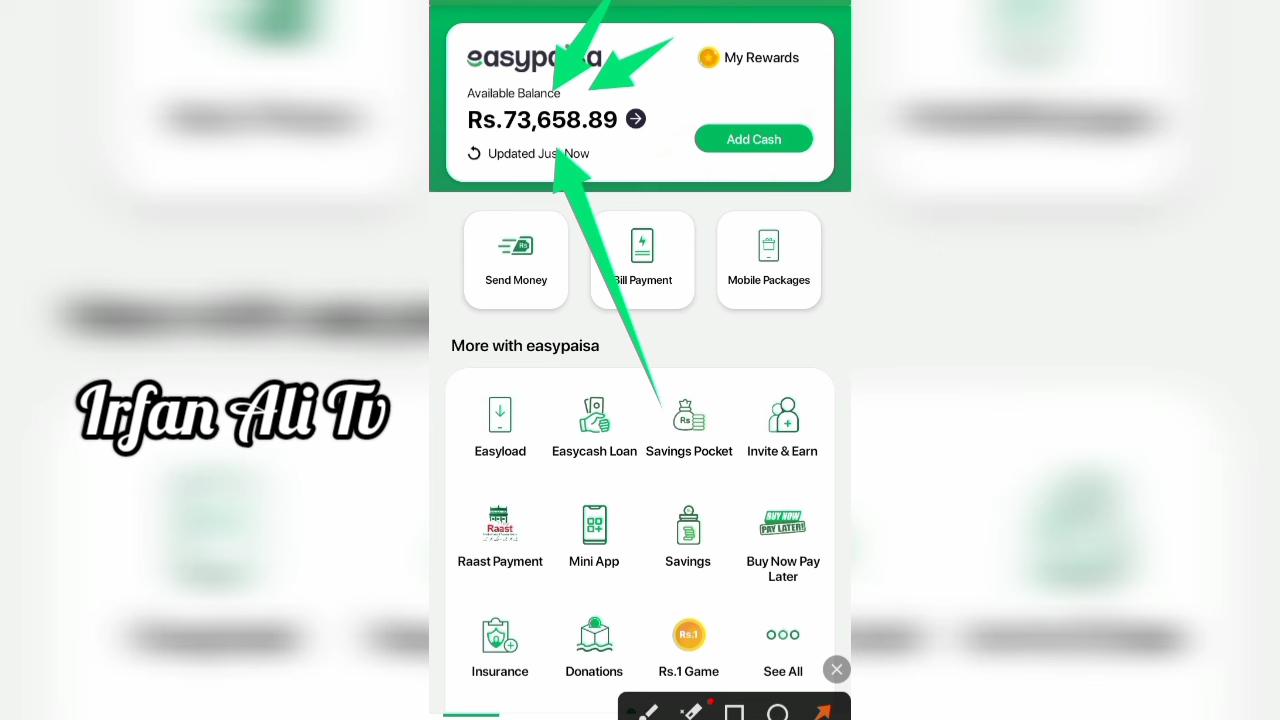 easypaisa
My Rewards
Available Balance
Rs.73,658.89
Updated Just Now
Add Cash
Rs
Send Money
Bill Payment
Mobile Packages
More with easypaisa
Irfan Ali Tv
Rs
Easyload
Easycash Loan
Savings Pocket
Invite & Earn
Raast
BUY NOW
PAY LATER!
Raast Payment
Mini App
Savings
Buy Now Pay
Later
Rs.1
Insurance
Donations
Rs.1 Game
See All